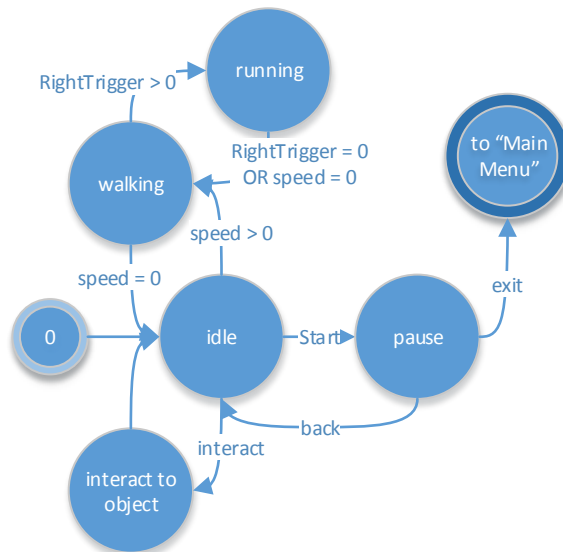 running
RightTrigger > 0
to “Main
Menu”
RightTrigger = 0
OR speed = 0
walking
speed > 0
speed = 0
exit
0
idle
Start
pause
back
interact
interact to
object